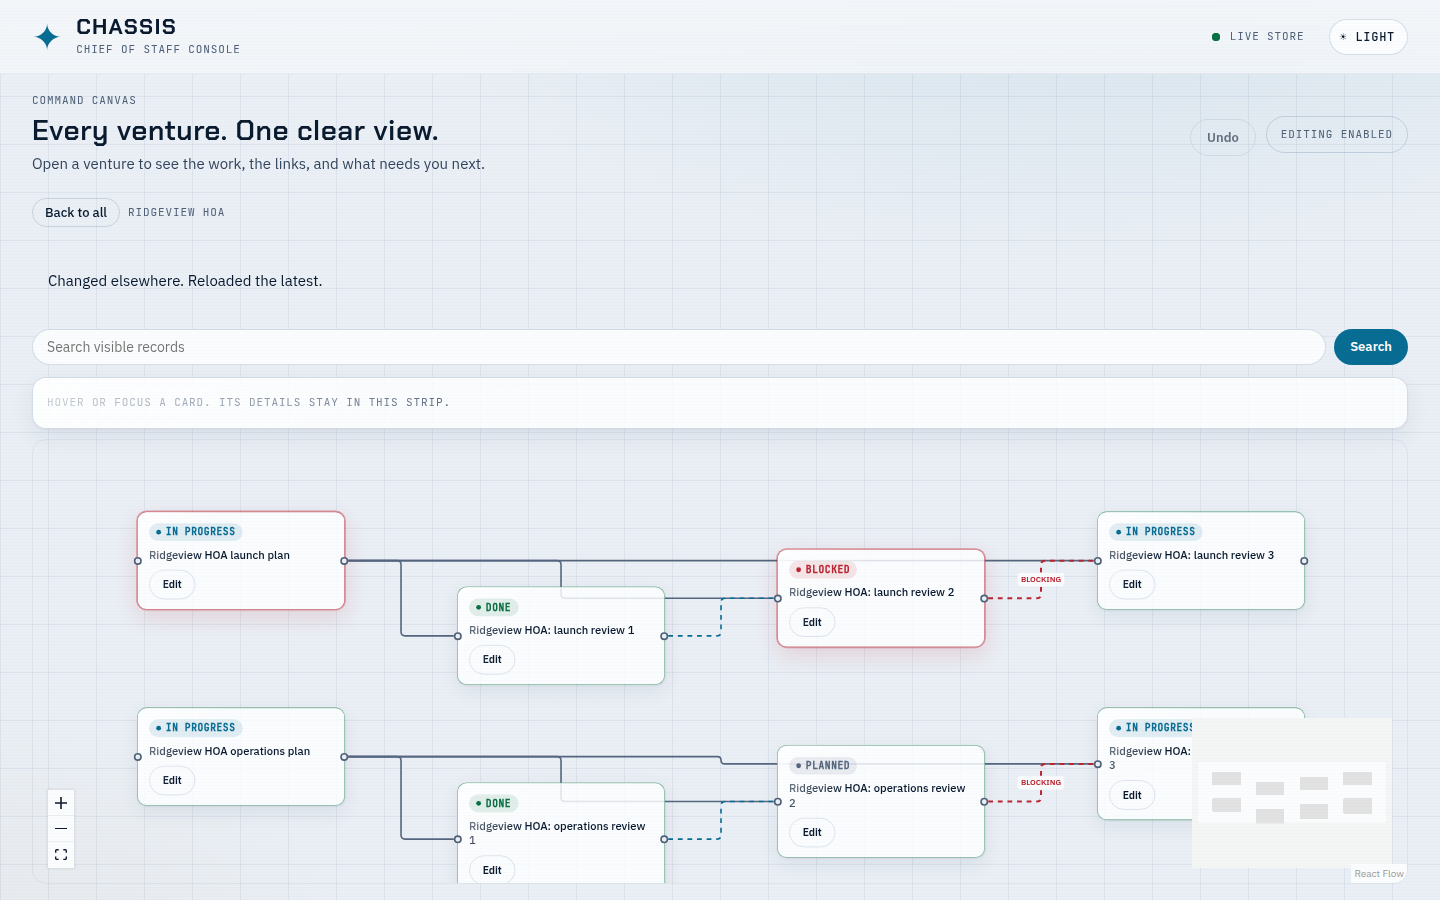 CHASSIS
CHIEF OF STAFF CONSOLE
LIVE STORE
LIGHT
COMMAND CANVAS
Every venture. One clear view.
Open a venture to see the work, the links, and what needs you next.
Undo
EDITING ENABLED
Back to all
RIDGEVIEW HOA
Changed elsewhere. Reloaded the latest.
Search visible records
Search
HOVER OR FOCUS A CARD. ITS DETAILS STAY IN THIS STRIP.
IN PROGRESS
Ridgeview HOA launch plan
Edit
DONE
Ridgeview HOA: launch review 1
Edit
BLOCKED
Ridgeview HOA: launch review 2
Edit
BLOCKING
IN PROGRESS
Ridgeview HOA: launch review 3
Edit
IN PROGRESS
Ridgeview HOA operations plan
Edit
DONE
Ridgeview HOA: operations review
1
Edit
PLANNED
Ridgeview HOA: operations review
2
Edit
BLOCKING
IN PROGRESS
Ridgeview HOA:
3
Edit
React Flow